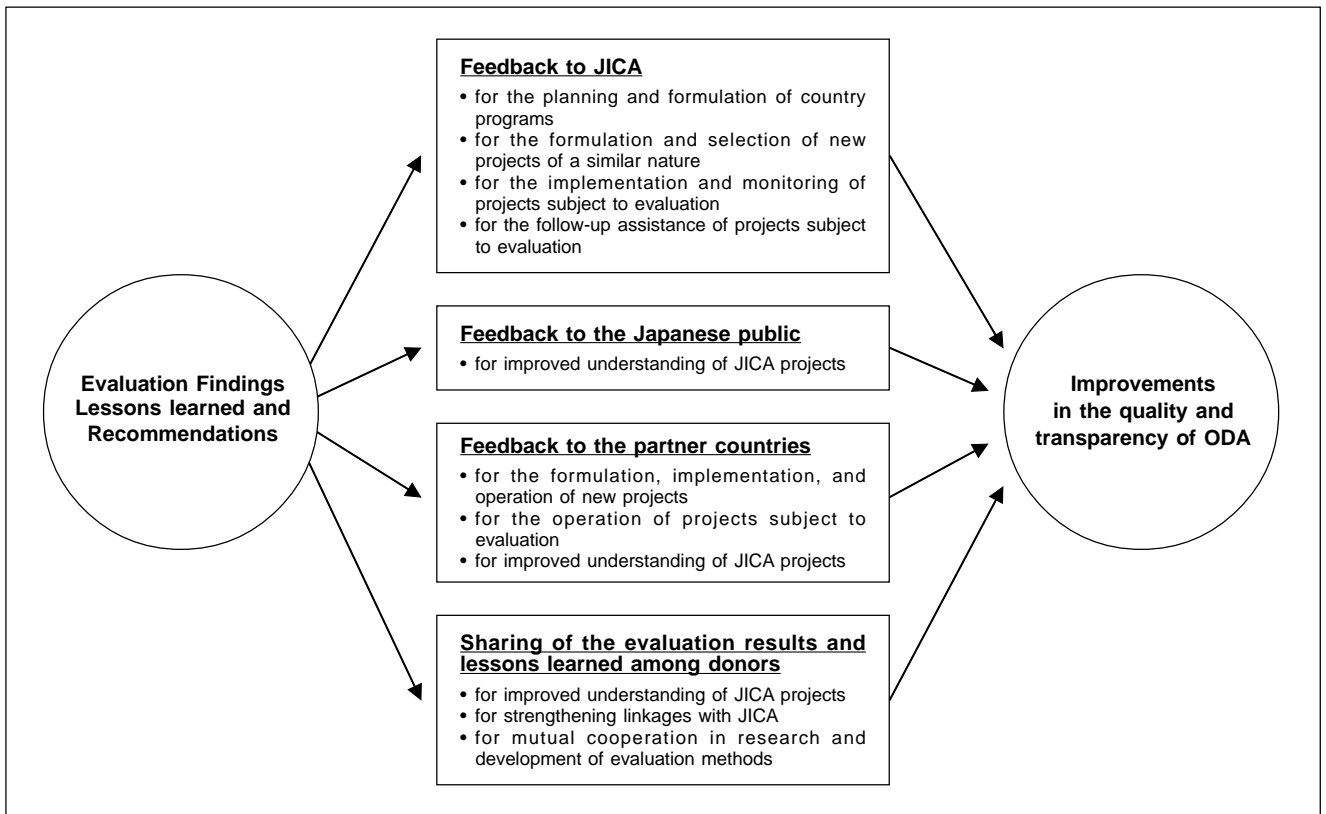 Evaluation Findings
Lessons learned and
Recommendations
Feedback to JICA
• for the planning and formulation of country
programs
• for the formulation and selection of new
projects of a similar nature
• for the implementation and monitoring of
projects subject to evaluation
• for the follow-up assistance of projects subject
to evaluation
Feedback to the Japanese public
• for improved understanding of JICA projects
Feedback to the partner countries
• for the formulation, implementation, and
operation of new projects
• for the operation of projects subject to
evaluation
• for improved understanding of JICA projects
Sharing of the evaluation results and
lessons learned among donors
• for improved understanding of JICA projects
• for strengthening linkages with JICA
• for mutual cooperation in research and
development of evaluation methods
Improvements
in the quality and
transparency of ODA